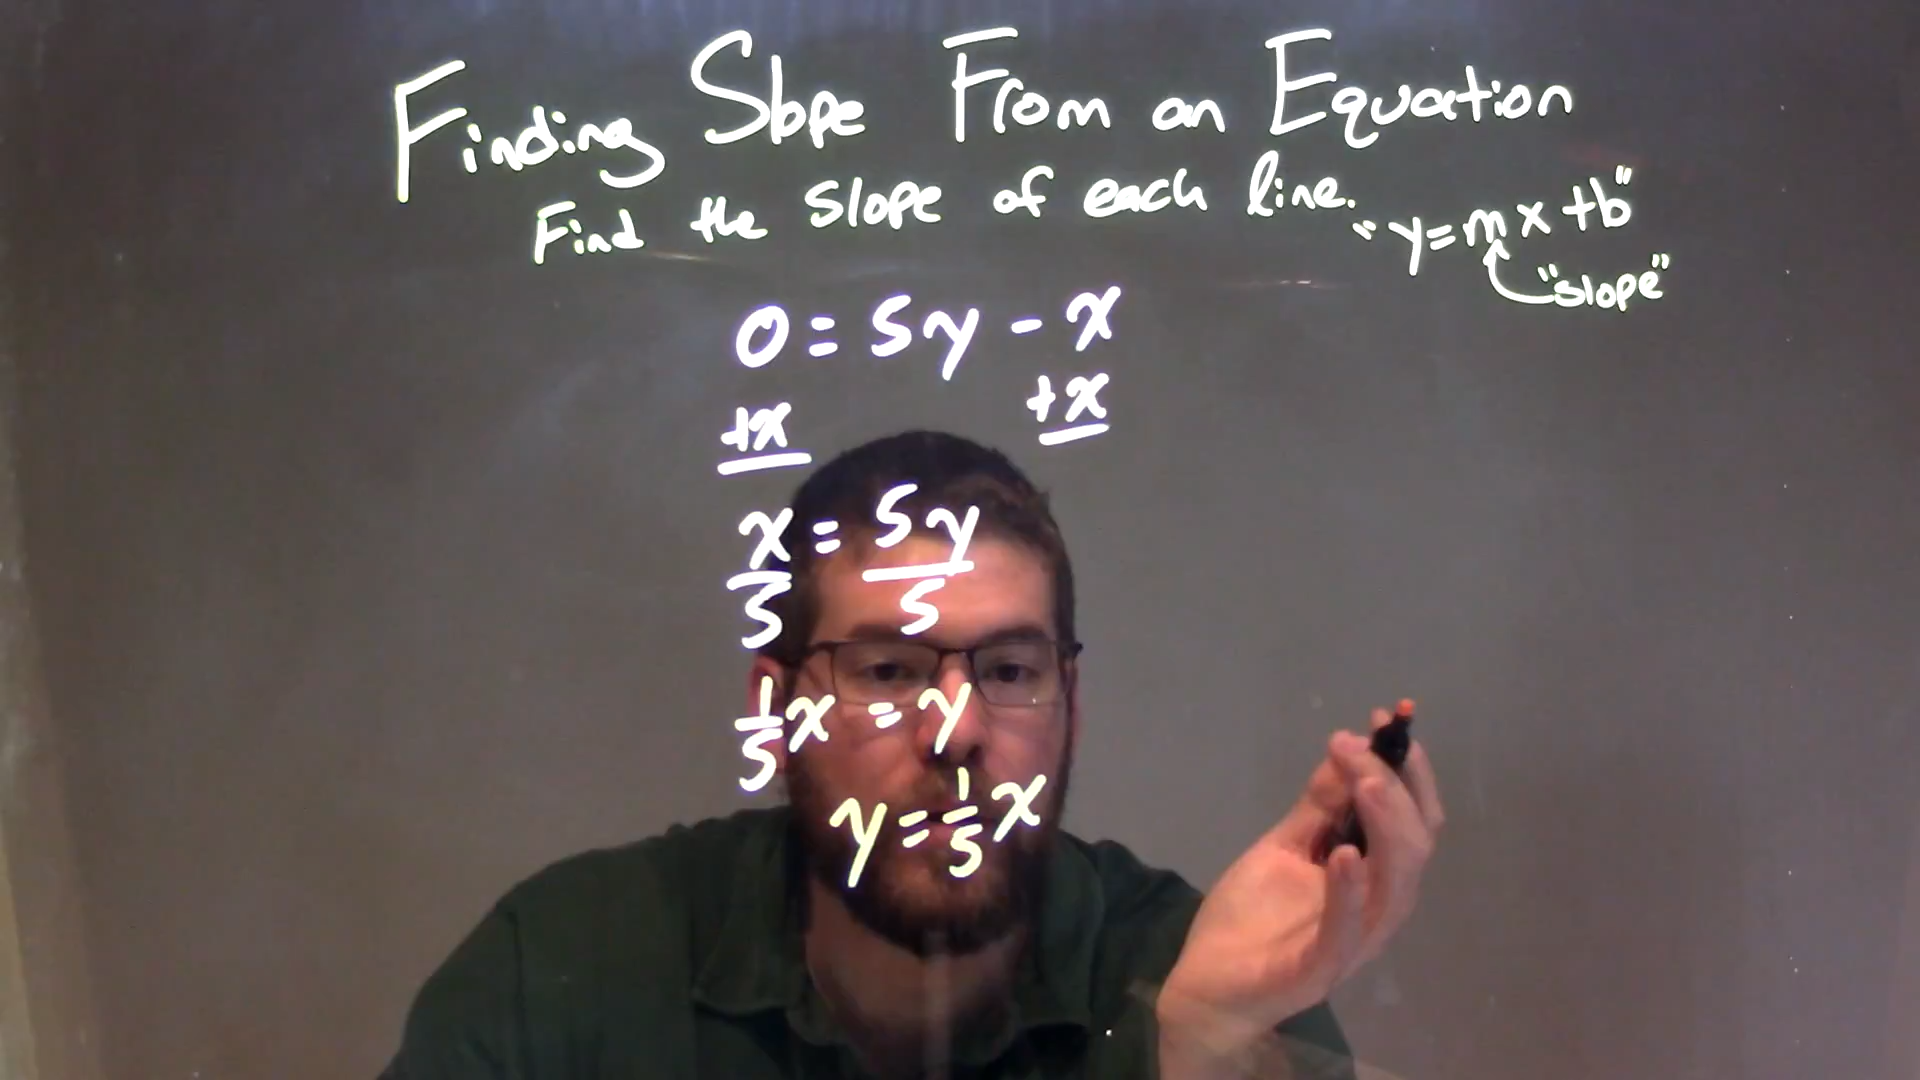 Finding Slope From an Equation
Find the slope of each line.
"y=mx+b"
"slope"
0=5y-x
+x +x
x/5=5y/5
1/5x=y
y=1/5x